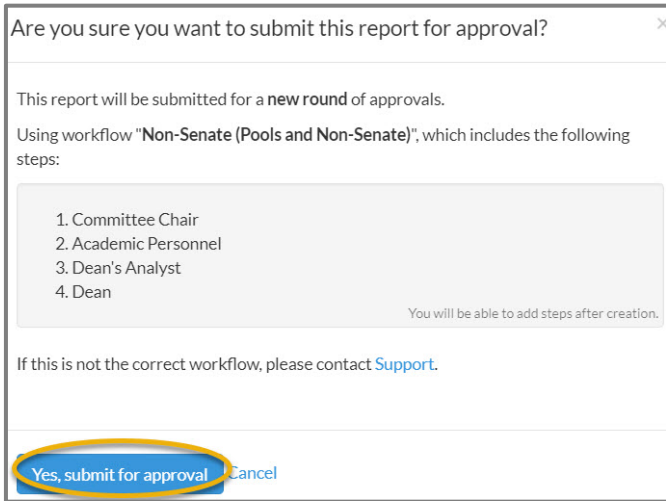 Are you sure you want to submit this report for approval? ×
This report will be submitted for a new round of approvals.
Using workflow "Non-Senate (Pools and Non-Senate)", which includes the following
steps:
1. Committee Chair
2. Academic Personnel
3. Dean's Analyst
4. Dean
You will be able to add steps after creation.
If this is not the correct workflow, please contact Support.
Yes, submit for approval Cancel